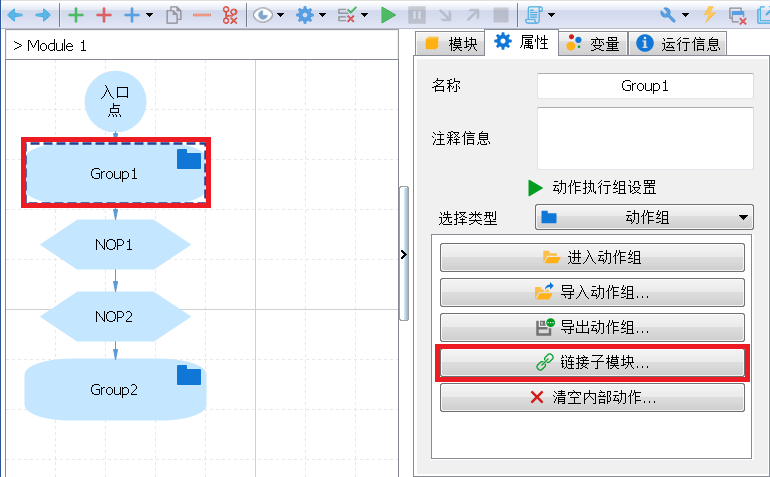 > Module 1
入口
点
Group1
NOP1
NOP2
Group2
模块
属性
变量
运行信息
名称
Group1
注释信息
动作执行组设置
选择类型
动作组
进入动作组
导入动作组...
导出动作组...
链接子模块...
清空内部动作...